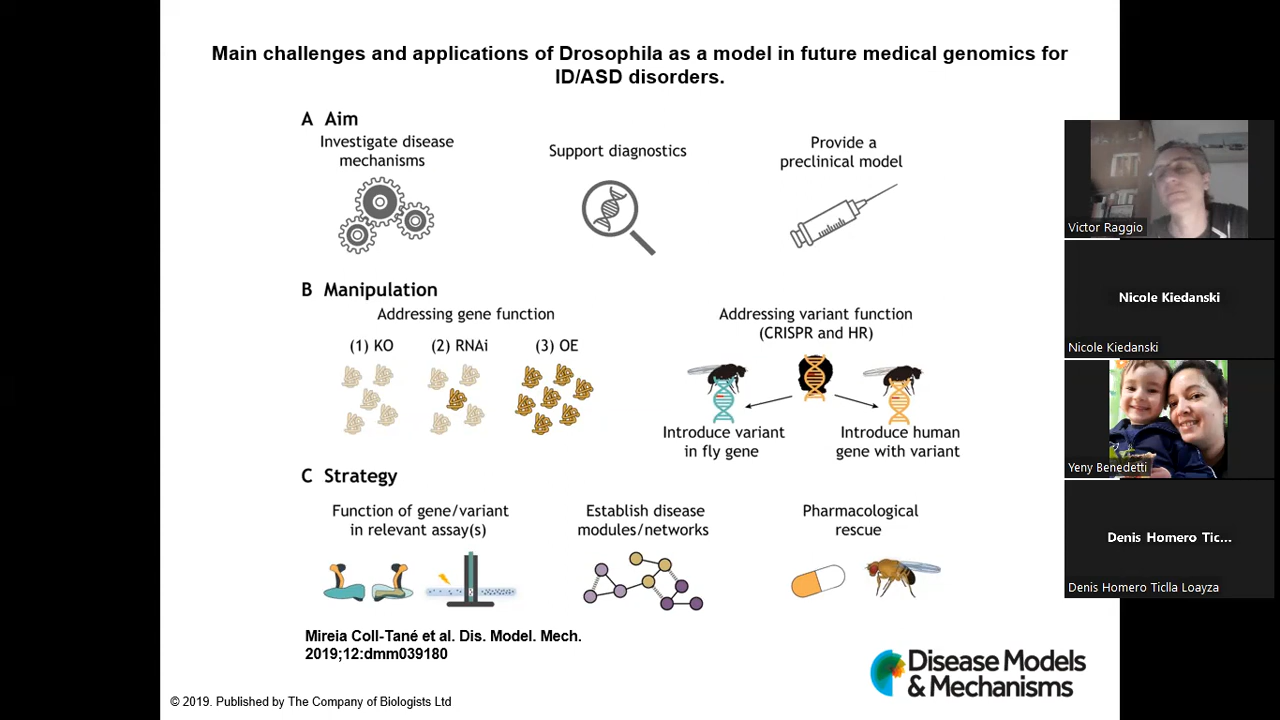 Main challenges and applications of Drosophila as a model in future medical genomics for
ID/ASD disorders.
A Aim
Investigate disease
mechanisms
Support diagnostics
Provide a
preclinical model
B Manipulation
Addressing gene function
(1) KO
(2) RNAi
(3) OE
Addressing variant function
(CRISPR and HR)
Introduce variant
in fly gene
Introduce human
gene with variant
C Strategy
Function of gene/variant
in relevant assay(s)
Establish disease
modules/networks
Pharmacological
rescue
Mireia Coll-Tané et al. Dis. Model. Mech.
2019;12:dmm039180
Disease Models
& Mechanisms
© 2019. Published by The Company of Biologists Ltd
Victor Raggio
Nicole Kiedanski
Nicole Kiedanski
Yeny Benedetti
Denis Homero Tic...
Denis Homero Ticlla Loayza